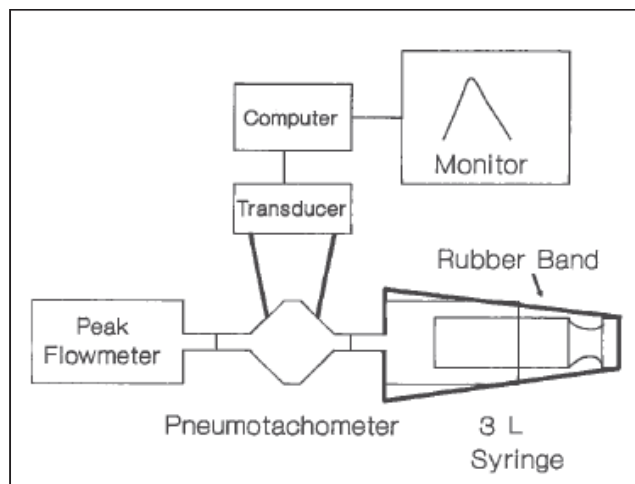 Computer
Monitor
Transducer
Rubber Band
Peak
Flowmeter
Pneumotachometer
3 L
Syringe